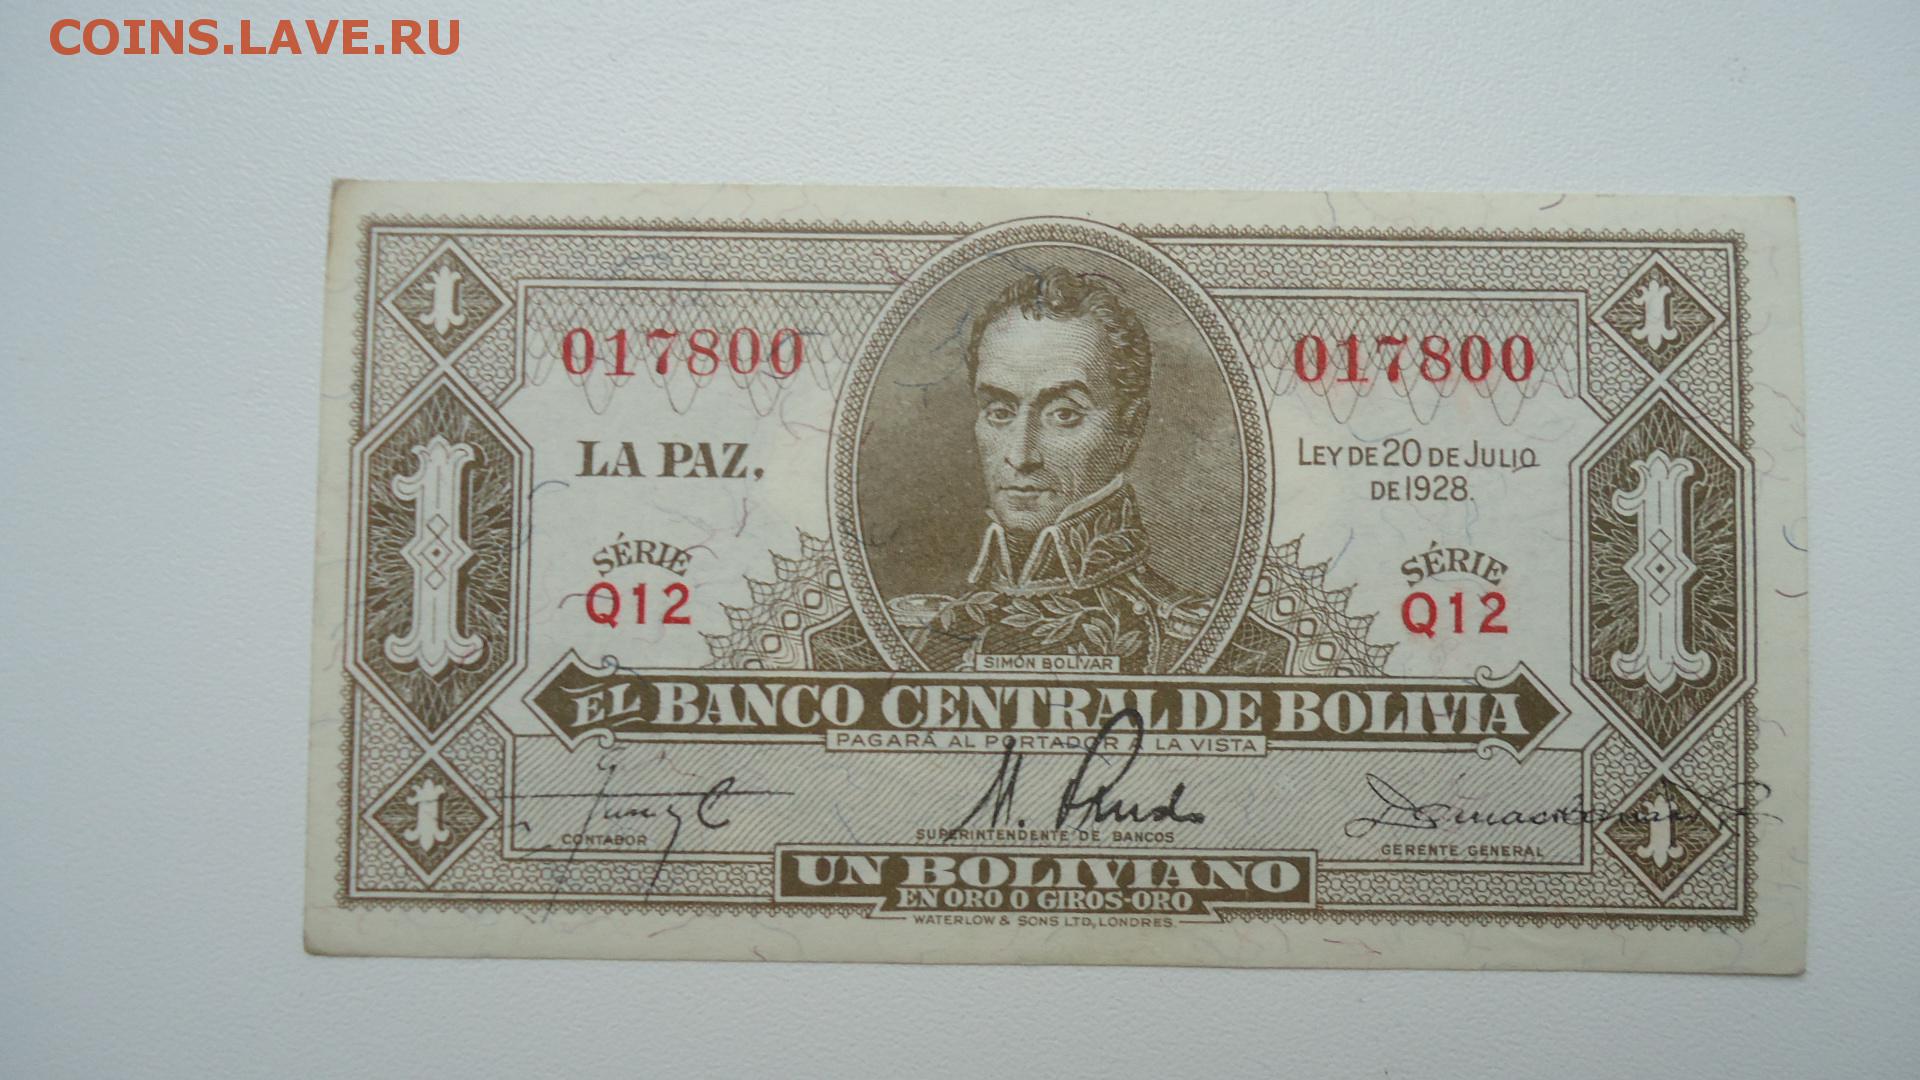 COINS.LAVE.RU
1 1
017800 017800
LA PAZ, LEY DE 20 DE JULIO
DE 1928.
1 1
SÉRIE SÉRIE
Q12 Q12
SIMÓN BOLIVAR
EL BANCO CENTRAL DE BOLIVIA
PAGARÁ AL PORTADOR A LA VISTA
1 1
CONTADOR SUPERINTENDENTE DE BANCOS GERENTE GENERAL
UN BOLIVIANO
EN ORO O GIROS-ORO
WATERLOW & SONS LTD, LONDRES.